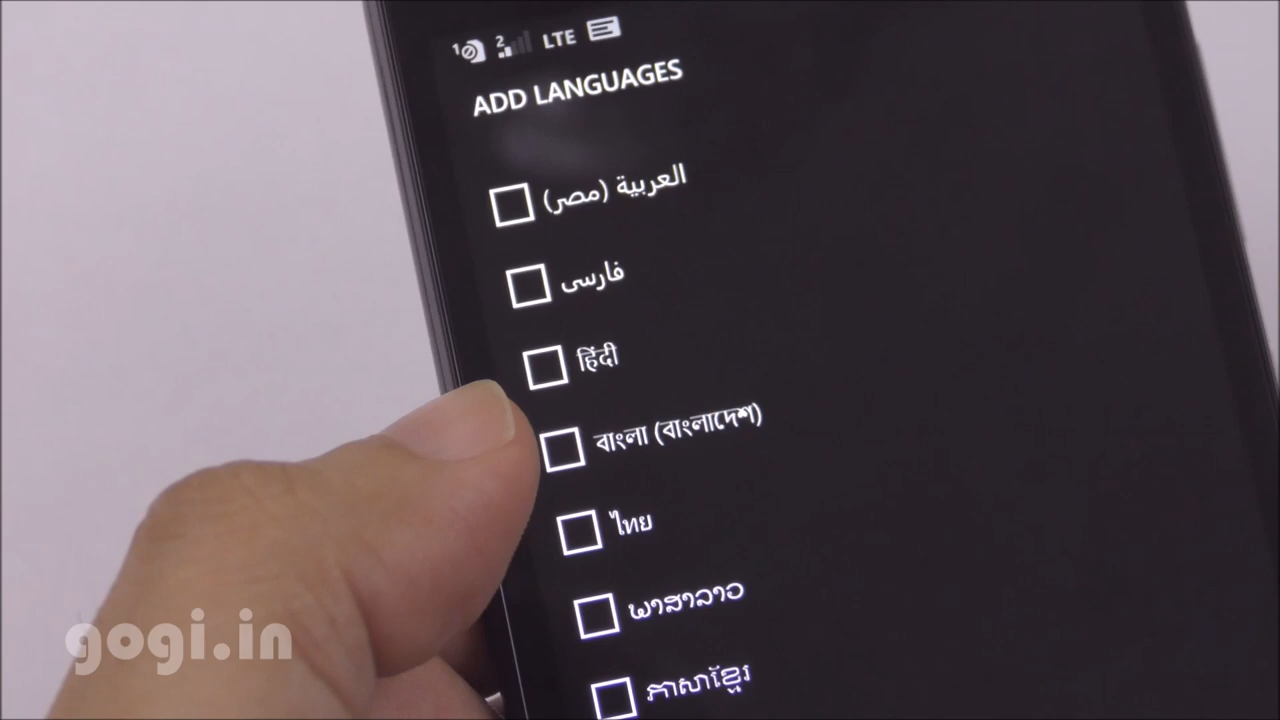 1 2 LTE
ADD LANGUAGES
العربية (مصر)
فارسی
हिंदी
বাংলা (বাংলাদেশ)
ไทย
ພາສາລາວ
ភាសាខ្មែរ
gogi.in